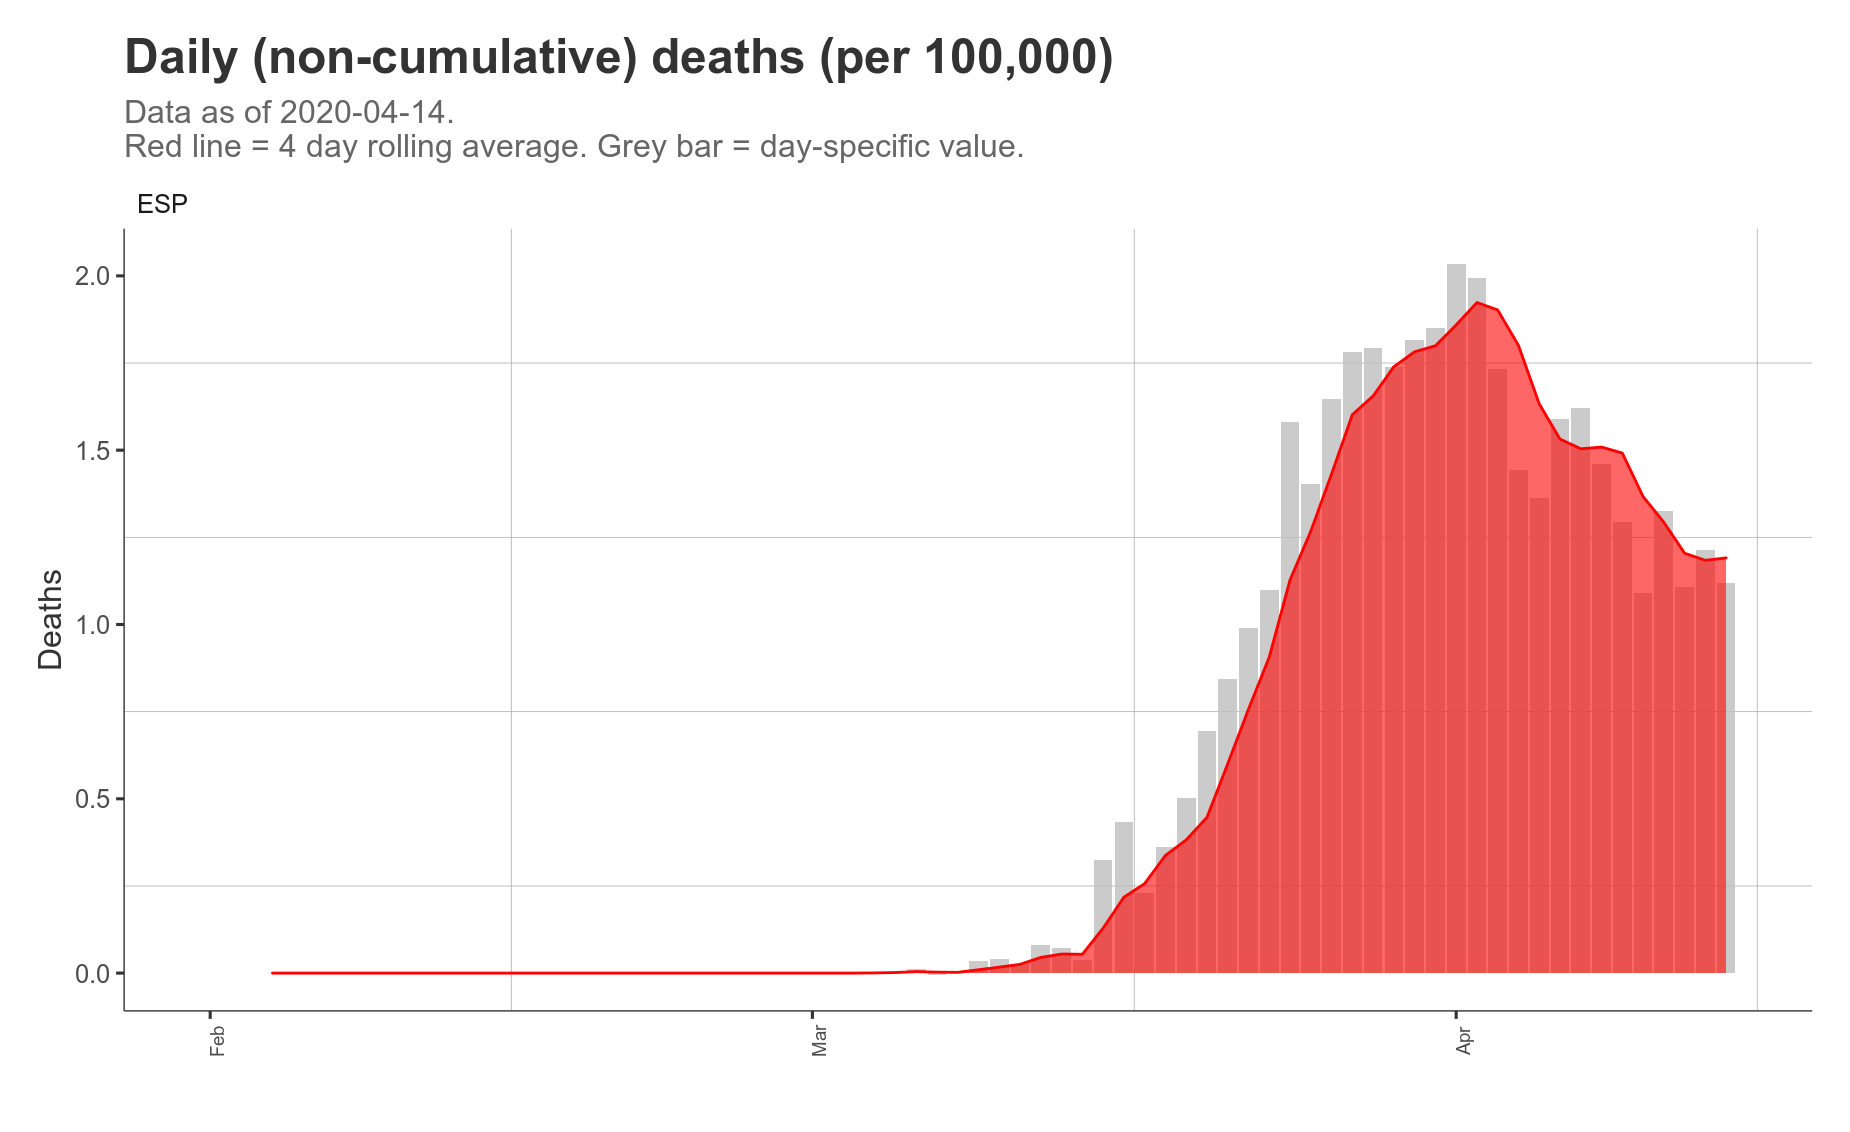 Daily (non-cumulative) deaths (per 100,000)
Data as of 2020-04-14.
Red line = 4 day rolling average. Grey bar = day-specific value.
ESP
2.0
1.5
1.0
0.5
0.0
Deaths
Feb
Mar
Apr